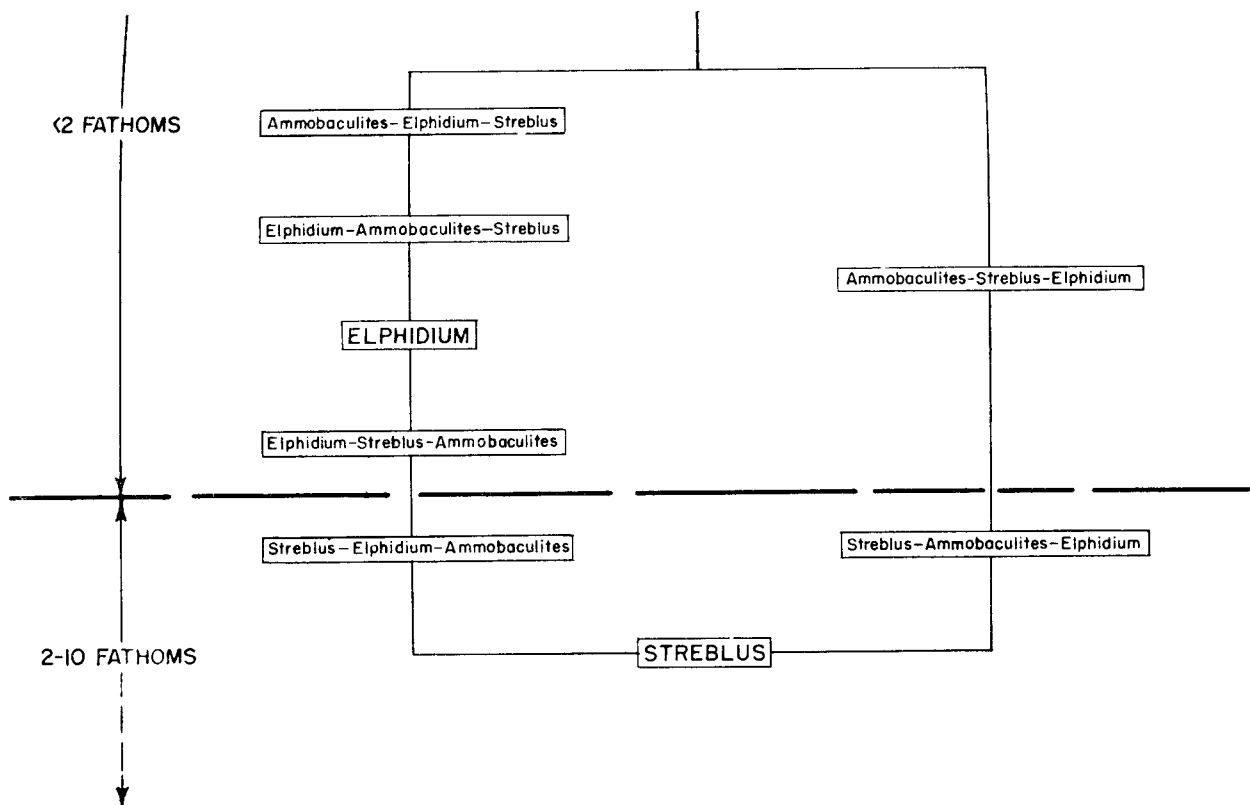 <2 FATHOMS
Ammobaculites-Elphidium-Streblus
Elphidium-Ammobaculites-Streblus
Ammobaculites-Streblus-Elphidium
ELPHIDIUM
Elphidium-Streblus-Ammobaculites
Streblus-Elphidium-Ammobaculites
Streblus-Ammobaculites-Elphidium
2-10 FATHOMS
STREBLUS